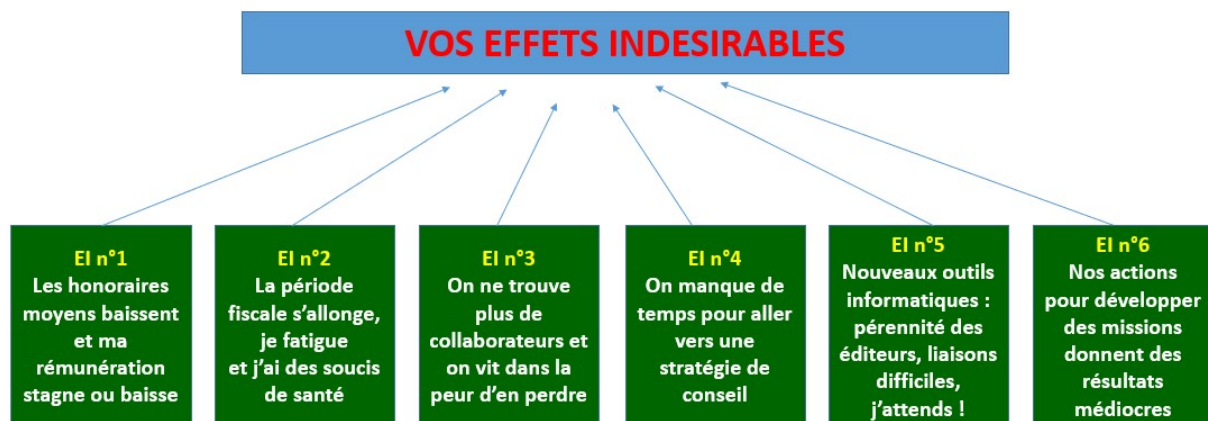 VOS EFFETS INDESIRABLES
EI n°1
Les honoraires
moyens baissent
et ma
rémunération
stagne ou baisse
EI n°2
La période
fiscale s’allonge,
je fatigue
et j’ai des soucis
de santé
EI n°3
On ne trouve
plus de
collaborateurs et
on vit dans la
peur d’en perdre
EI n°4
On manque de
temps pour aller
vers une
stratégie de
conseil
EI n°5
Nouveaux outils
informatiques :
pérennité des
éditeurs, liaisons
difficiles,
j’attends !
EI n°6
Nos actions
pour développer
des missions
donnent des
résultats
médiocres